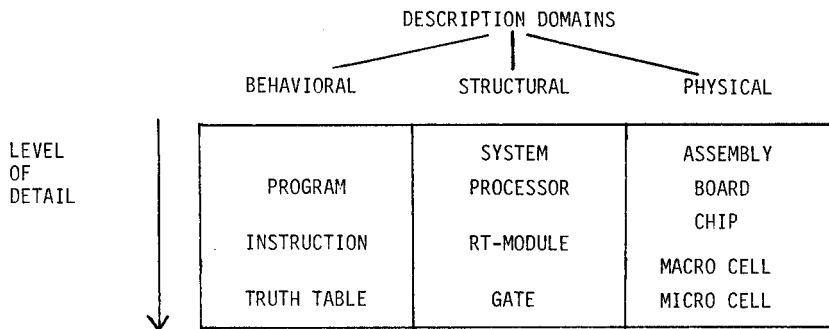 DESCRIPTION DOMAINS
BEHAVIORAL STRUCTURAL PHYSICAL
LEVEL
OF
DETAIL
SYSTEM ASSEMBLY
PROGRAM PROCESSOR BOARD
CHIP
INSTRUCTION RT-MODULE
MACRO CELL
TRUTH TABLE GATE MICRO CELL